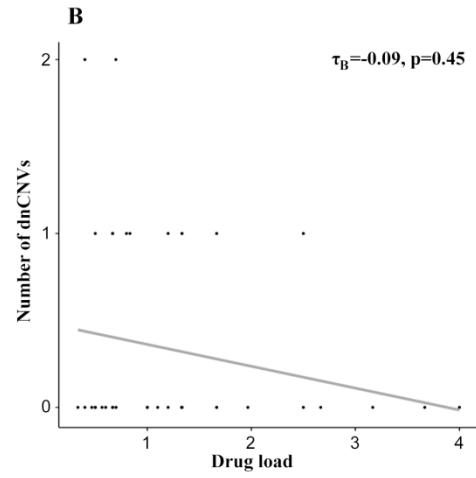 B
τB=-0.09, p=0.45
Number of dnCNVs
2
1
0
1
2
3
4
Drug load